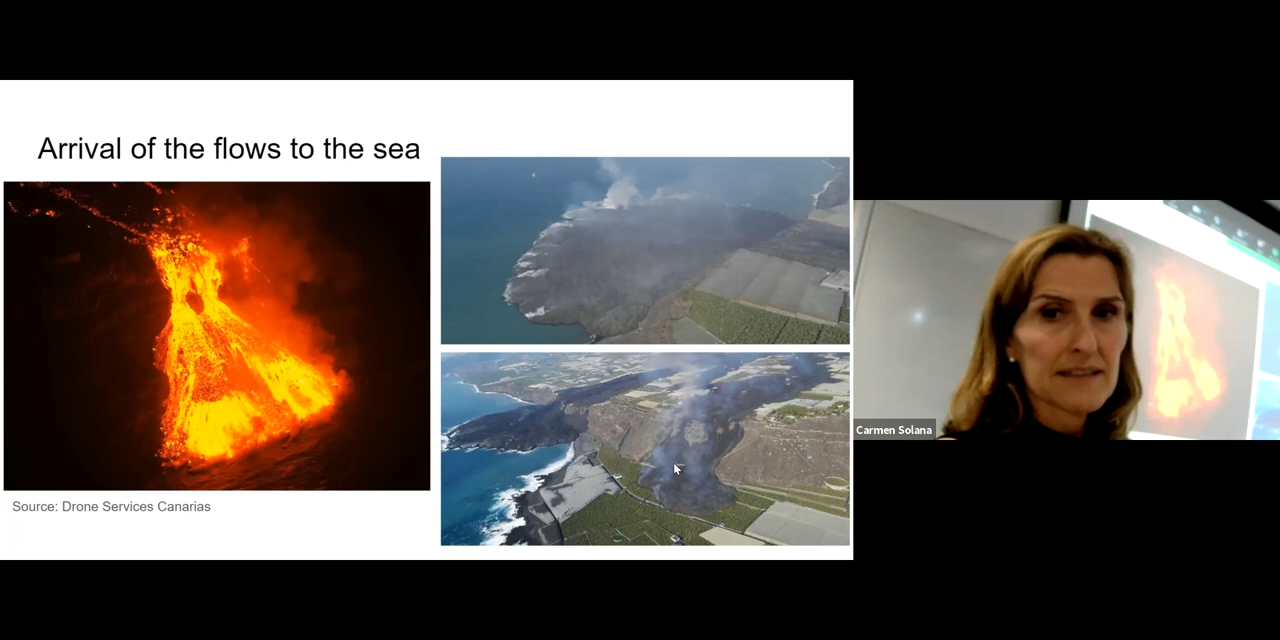 Arrival of the flows to the sea
Source: Drone Services Canarias
Carmen Solana